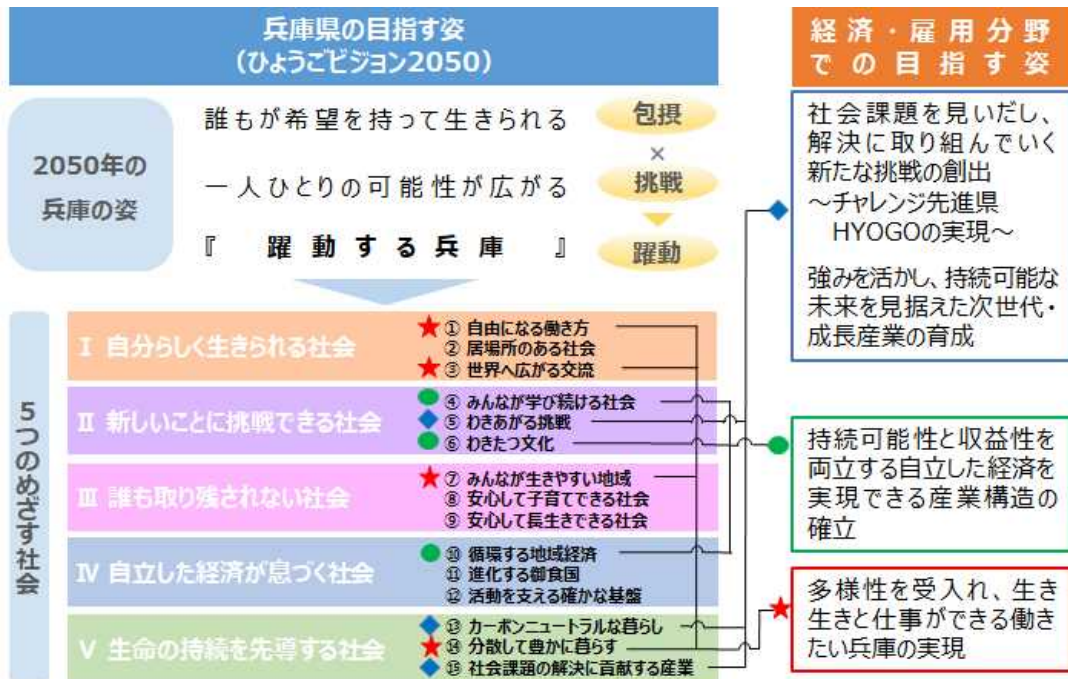 兵庫県の目指す姿
(ひょうごビジョン2050)
2050年の
兵庫の姿
誰もが希望を持って生きられる
包摂
×
一人ひとりの可能性が広がる
挑戦
『 躍動する兵庫 』
躍動
5つのめざす社会
Ⅰ 自分らしく生きられる社会
① 自由になる働き方
② 居場所のある社会
③ 世界へ広がる交流
Ⅱ 新しいことに挑戦できる社会
④ みんなが学び続ける社会
⑤ わきあがる挑戦
⑥ わきたつ文化
Ⅲ 誰も取り残されない社会
⑦ みんなが生きやすい地域
⑧ 安心して子育てできる社会
⑨ 安心して長生きできる社会
Ⅳ 自立した経済が息づく社会
⑩ 循環する地域経済
⑪ 進化する御食国
⑫ 活動を支える確かな基盤
Ⅴ 生命の持続を先導する社会
⑬ カーボンニュートラルな暮らし
⑭ 分散して豊かに暮らす
⑮ 社会課題の解決に貢献する産業
経済・雇用分野
での目指す姿
社会課題を見いだし、
解決に取り組んでいく
新たな挑戦の創出
～チャレンジ先進県
HYOGOの実現～
強みを活かし、持続可能な
未来を見据えた次世代・
成長産業の育成
持続可能性と収益性を
両立する自立した経済を
実現できる産業構造の
確立
多様性を受入れ、生き
生きと仕事ができる働き
たい兵庫の実現